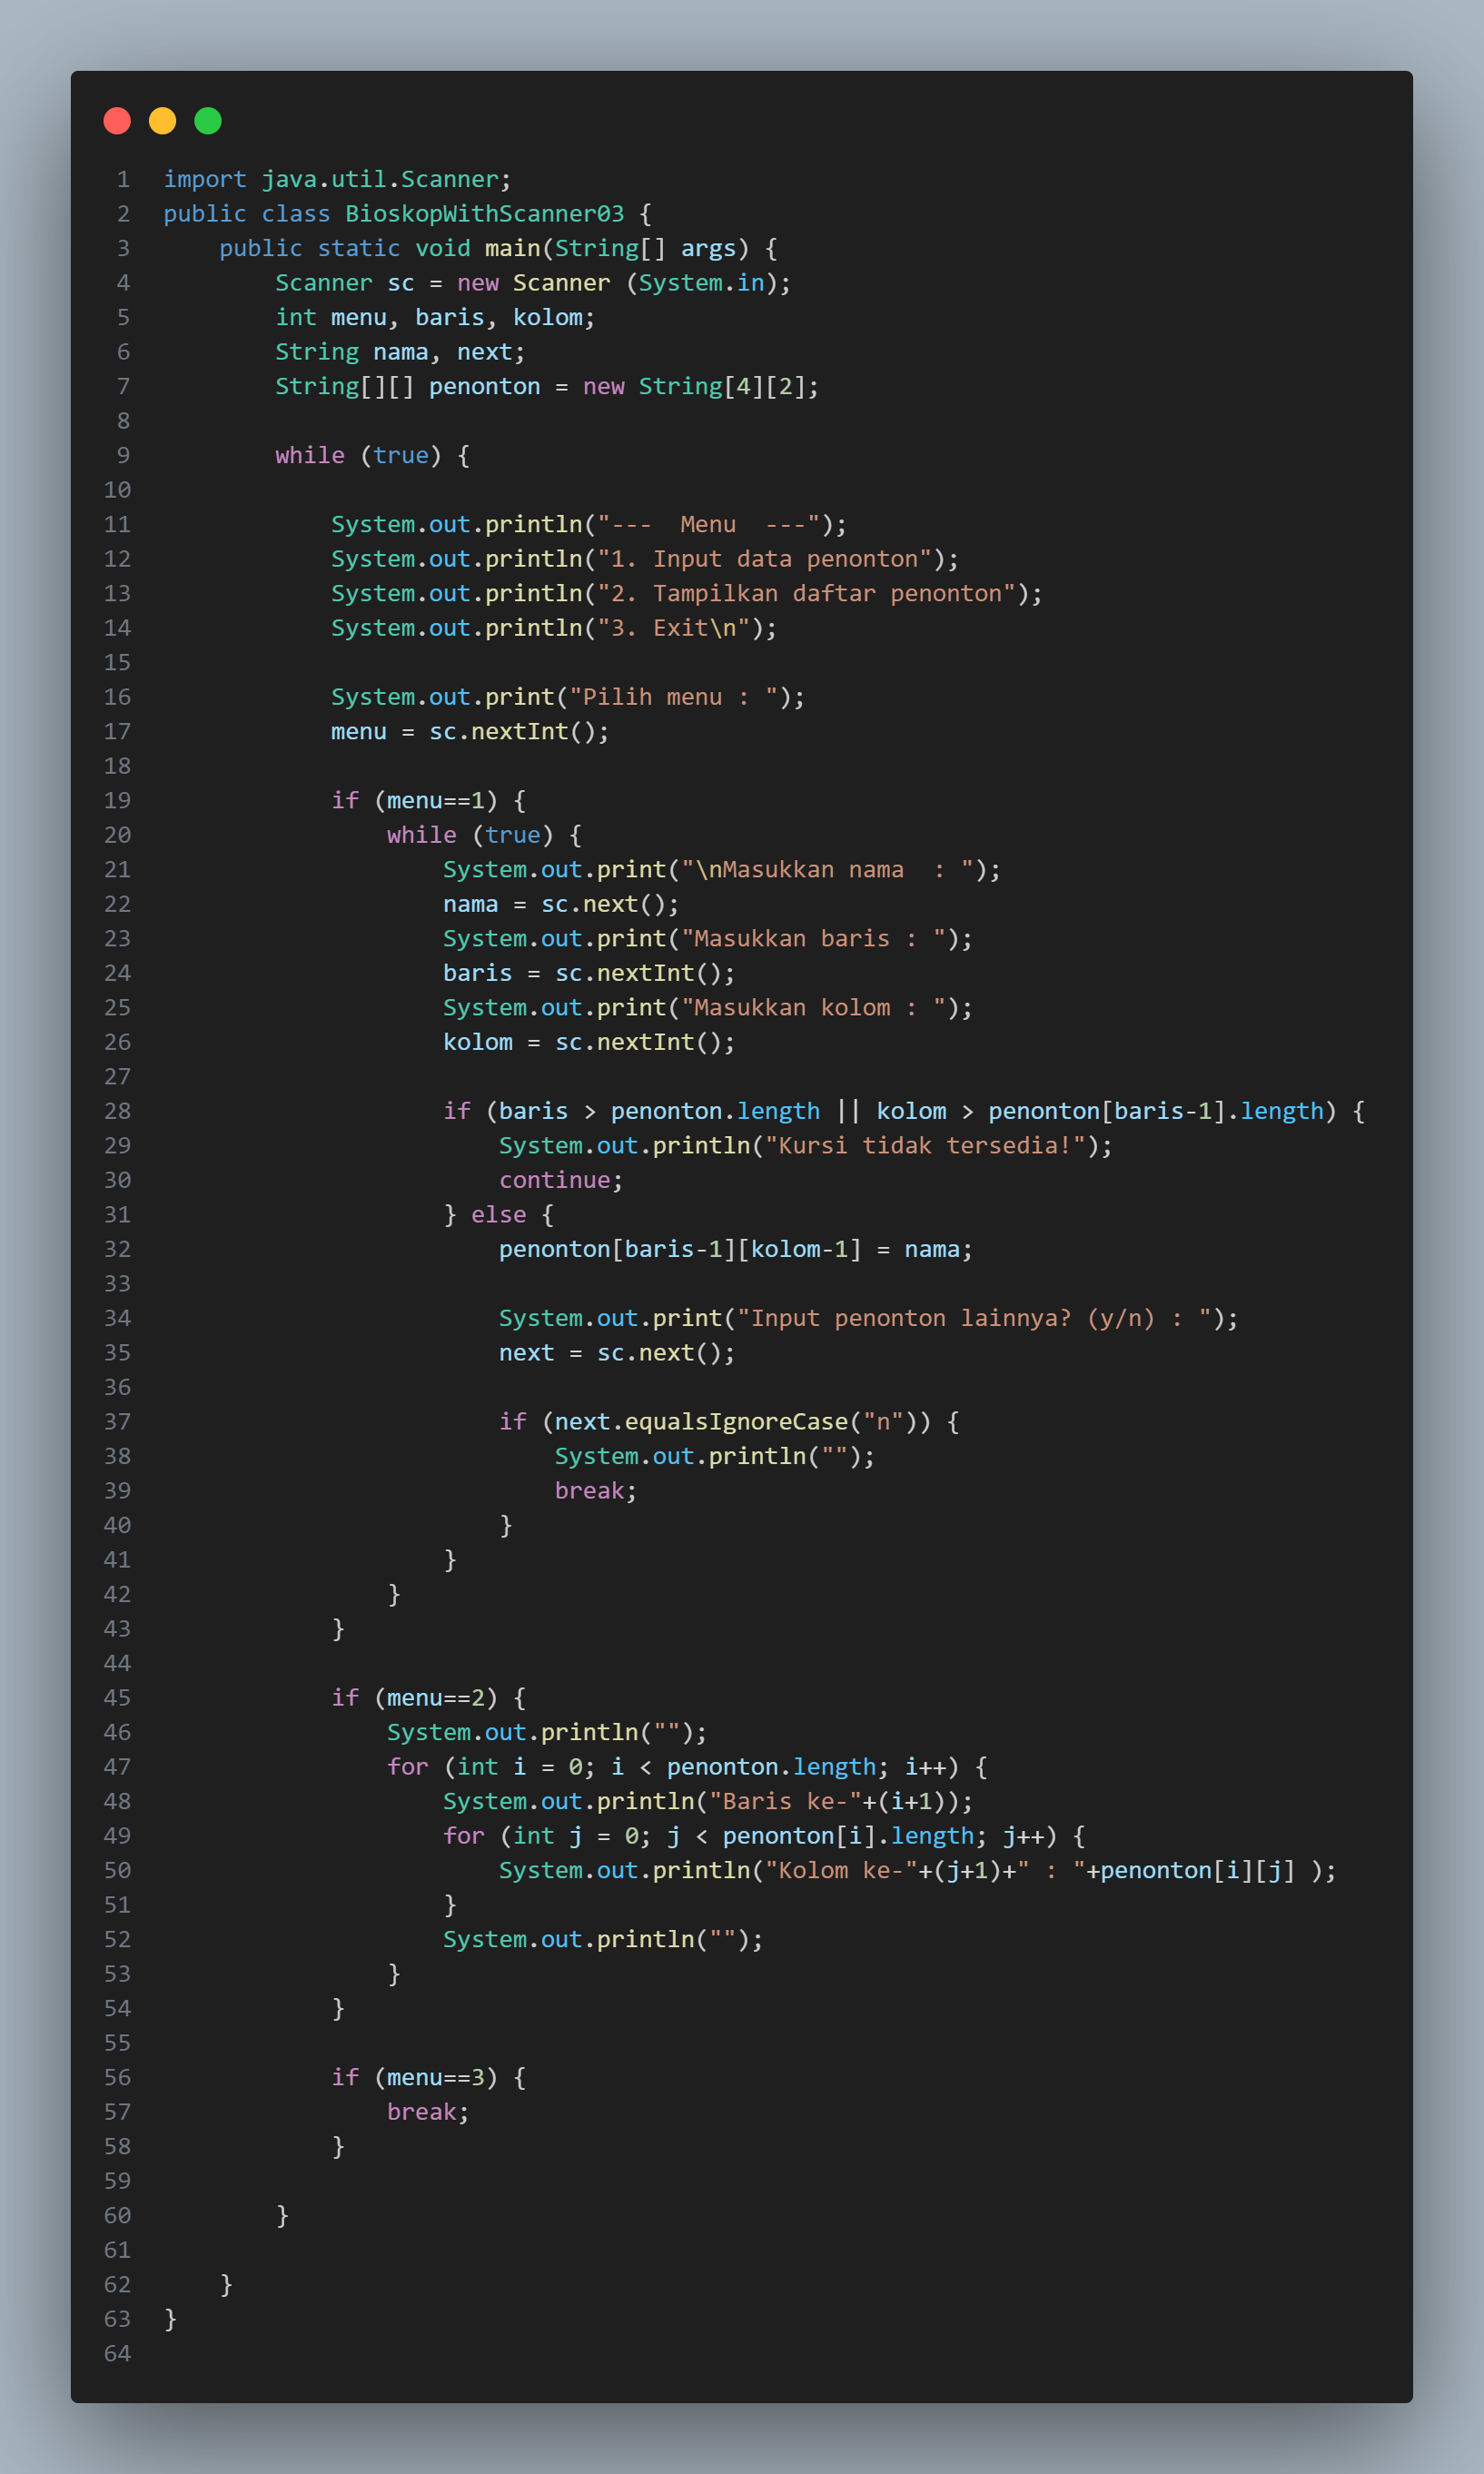 1 import java.util.Scanner;
2 public class BioskopWithScanner03 {
3     public static void main(String[] args) {
4         Scanner sc = new Scanner (System.in);
5         int menu, baris, kolom;
6         String nama, next;
7         String[][] penonton = new String[4][2];
8
9         while (true) {
10
11             System.out.println("---  Menu  ---");
12             System.out.println("1. Input data penonton");
13             System.out.println("2. Tampilkan daftar penonton");
14             System.out.println("3. Exit\n");
15
16             System.out.print("Pilih menu : ");
17             menu = sc.nextInt();
18
19             if (menu==1) {
20                 while (true) {
21                     System.out.print("\nMasukkan nama  : ");
22                     nama = sc.next();
23                     System.out.print("Masukkan baris : ");
24                     baris = sc.nextInt();
25                     System.out.print("Masukkan kolom : ");
26                     kolom = sc.nextInt();
27
28                     if (baris > penonton.length || kolom > penonton[baris-1].length) {
29                         System.out.println("Kursi tidak tersedia!");
30                         continue;
31                     } else {
32                         penonton[baris-1][kolom-1] = nama;
33
34                         System.out.print("Input penonton lainnya? (y/n) : ");
35                         next = sc.next();
36
37                         if (next.equalsIgnoreCase("n")) {
38                             System.out.println("");
39                             break;
40                         }
41                     }
42                 }
43             }
44
45             if (menu==2) {
46                 System.out.println("");
47                 for (int i = 0; i < penonton.length; i++) {
48                     System.out.println("Baris ke-"+(i+1));
49                     for (int j = 0; j < penonton[i].length; j++) {
50                         System.out.println("Kolom ke-"+(j+1)+" : "+penonton[i][j] );
51                     }
52                     System.out.println("");
53                 }
54             }
55
56             if (menu==3) {
57                 break;
58             }
59
60         }
61
62     }
63 }
64